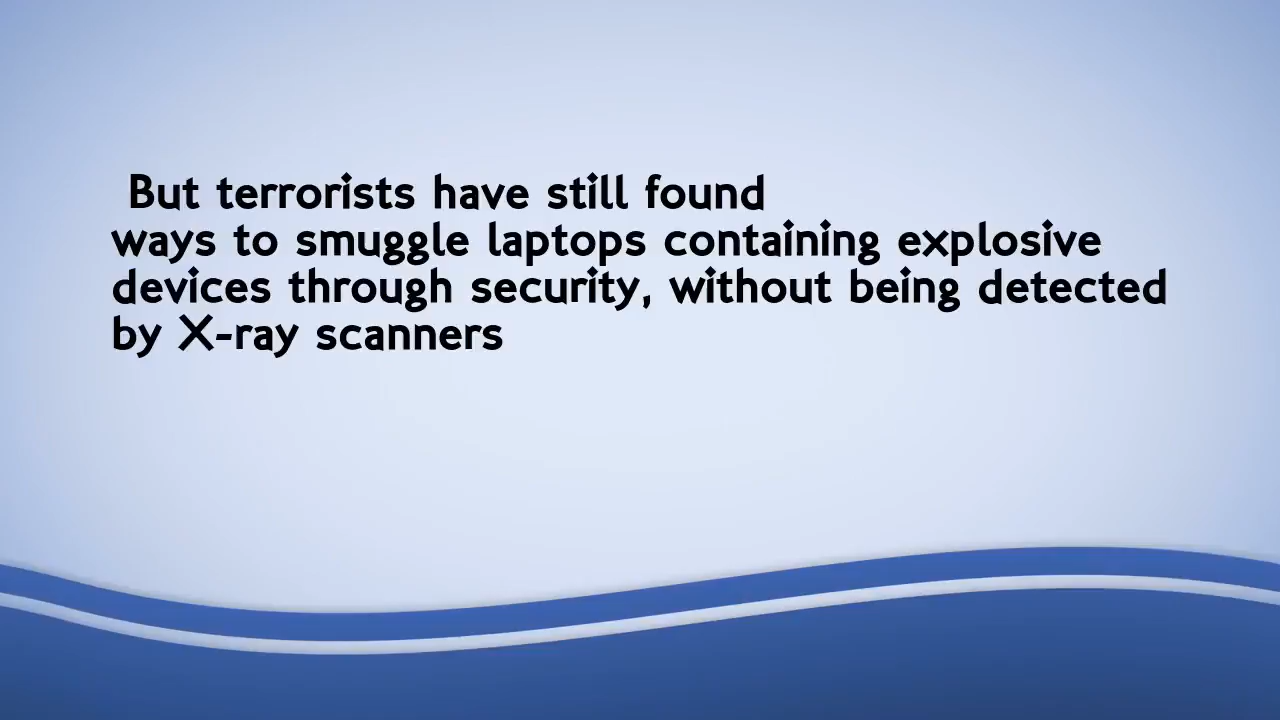 But terrorists have still found
ways to smuggle laptops containing explosive
devices through security, without being detected
by X-ray scanners